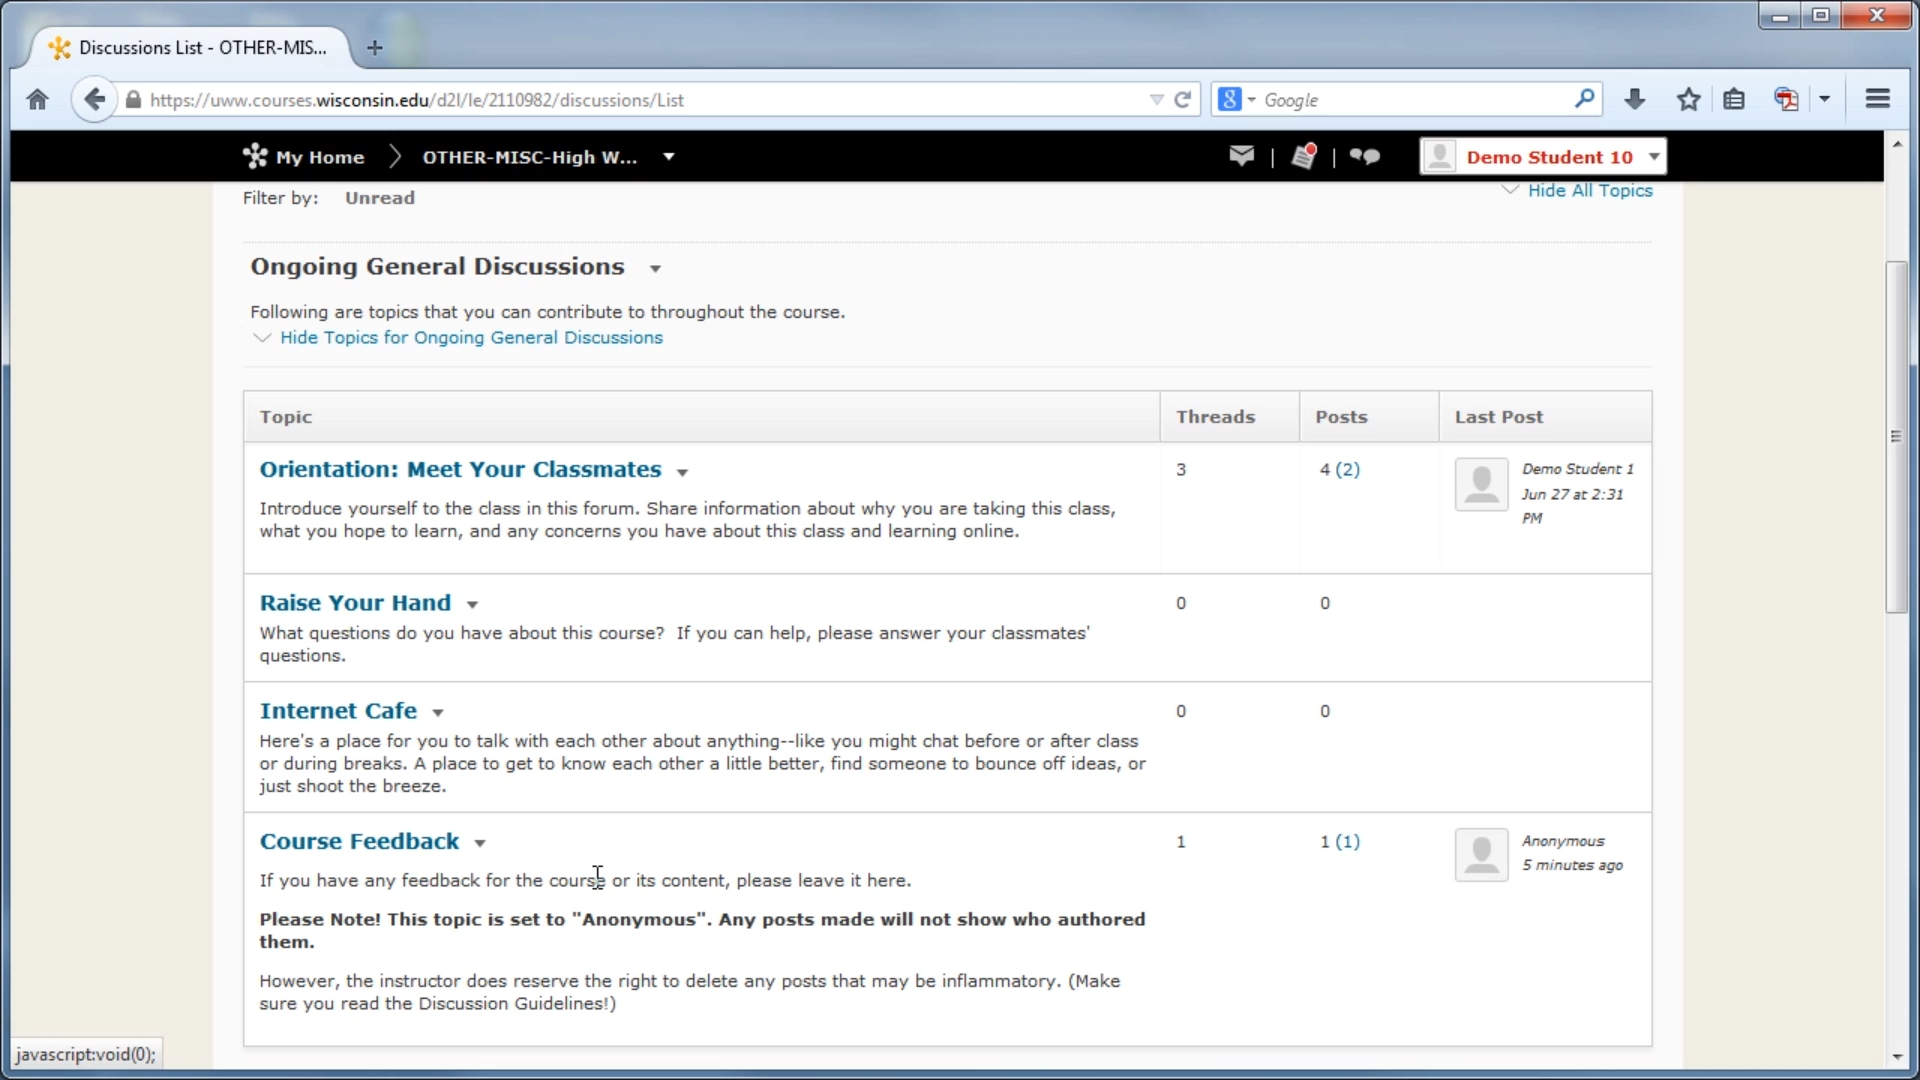 Discussions List - OTHER-MIS...
https://uww.courses.wisconsin.edu/d2l/le/2110982/discussions/List
Google
My Home
OTHER-MISC-High W...
Demo Student 10
Filter by: Unread
Hide All Topics
Ongoing General Discussions
Following are topics that you can contribute to throughout the course.
Hide Topics for Ongoing General Discussions
Topic Threads Posts Last Post
Orientation: Meet Your Classmates
Introduce yourself to the class in this forum. Share information about why you are taking this class,
what you hope to learn, and any concerns you have about this class and learning online.
3
4 (2)
Demo Student 1
Jun 27 at 2:31
PM
Raise Your Hand
What questions do you have about this course? If you can help, please answer your classmates'
questions.
0
0
Internet Cafe
Here's a place for you to talk with each other about anything--like you might chat before or after class
or during breaks. A place to get to know each other a little better, find someone to bounce off ideas, or
just shoot the breeze.
0
0
Course Feedback
If you have any feedback for the course or its content, please leave it here.
Please Note! This topic is set to "Anonymous". Any posts made will not show who authored
them.
However, the instructor does reserve the right to delete any posts that may be inflammatory. (Make
sure you read the Discussion Guidelines!)
1
1 (1)
Anonymous
5 minutes ago
javascript:void(0);